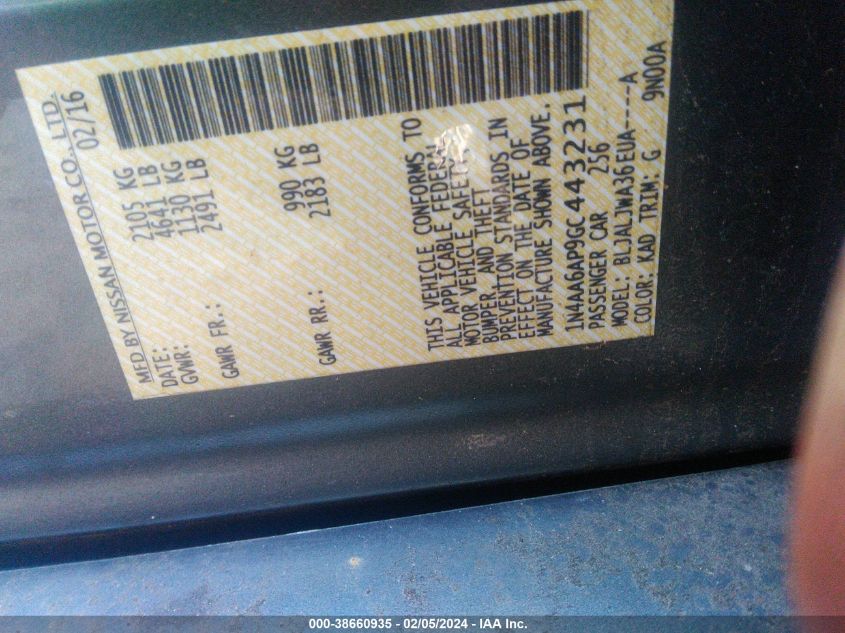 MFD BY NISSAN MOTOR CO., LTD.
DATE: 02/16
GVWR: 2105 KG
4641 LB
GAWR FR.: 1130 KG
2491 LB
GAWR RR.: 990 KG
2183 LB
THIS VEHICLE CONFORMS TO
ALL APPLICABLE FEDERAL
MOTOR VEHICLE SAFETY,
BUMPER AND THEFT
PREVENTION STANDARDS IN
EFFECT ON THE DATE OF
MANUFACTURE SHOWN ABOVE.
1N4AA6AP9GC443231
PASSENGER CAR 256
MODEL: BLJALJWA36EUA----A
COLOR: KAD TRIM: G 9N00A
000-38660935 - 02/05/2024 - IAA Inc.